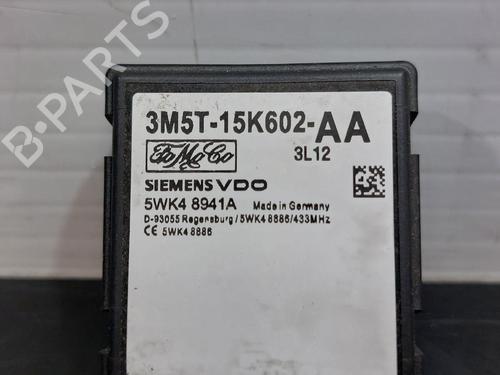 3M5T-15K602-AA
FoMoCo 3L12
SIEMENS VDO
5WK4 8941A Made in Germany
D-93055 Regensburg/5WK4 8886/433MHz
CE 5WK4 8886
B-PARTS